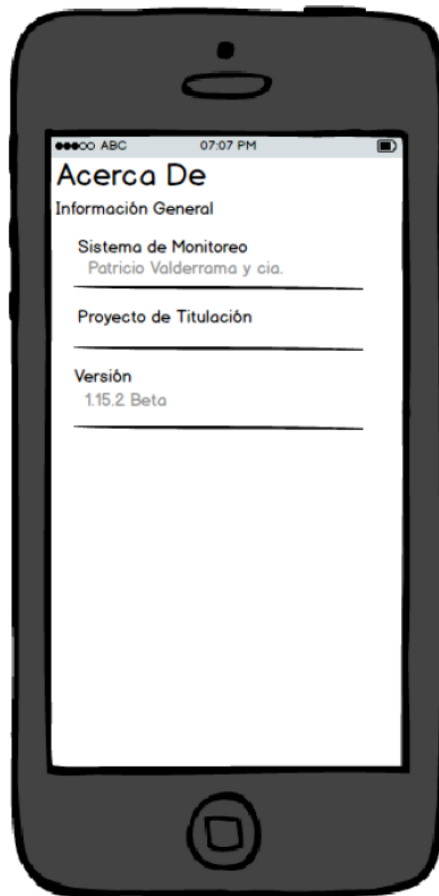 ABC 07:07 PM
Acerca De
Información General
Sistema de Monitoreo
Patricio Valderrama y cia.
Proyecto de Titulación
Versión
1.15.2 Beta